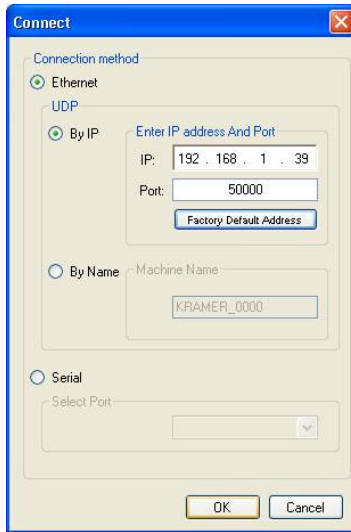 Connect
Connection method
Ethernet
UDP
By IP
Enter IP address And Port
IP: 192 . 168 . 1 . 39
Port: 50000
Factory Default Address
By Name
Machine Name
KRAMER_0000
Serial
Select Port
OK Cancel